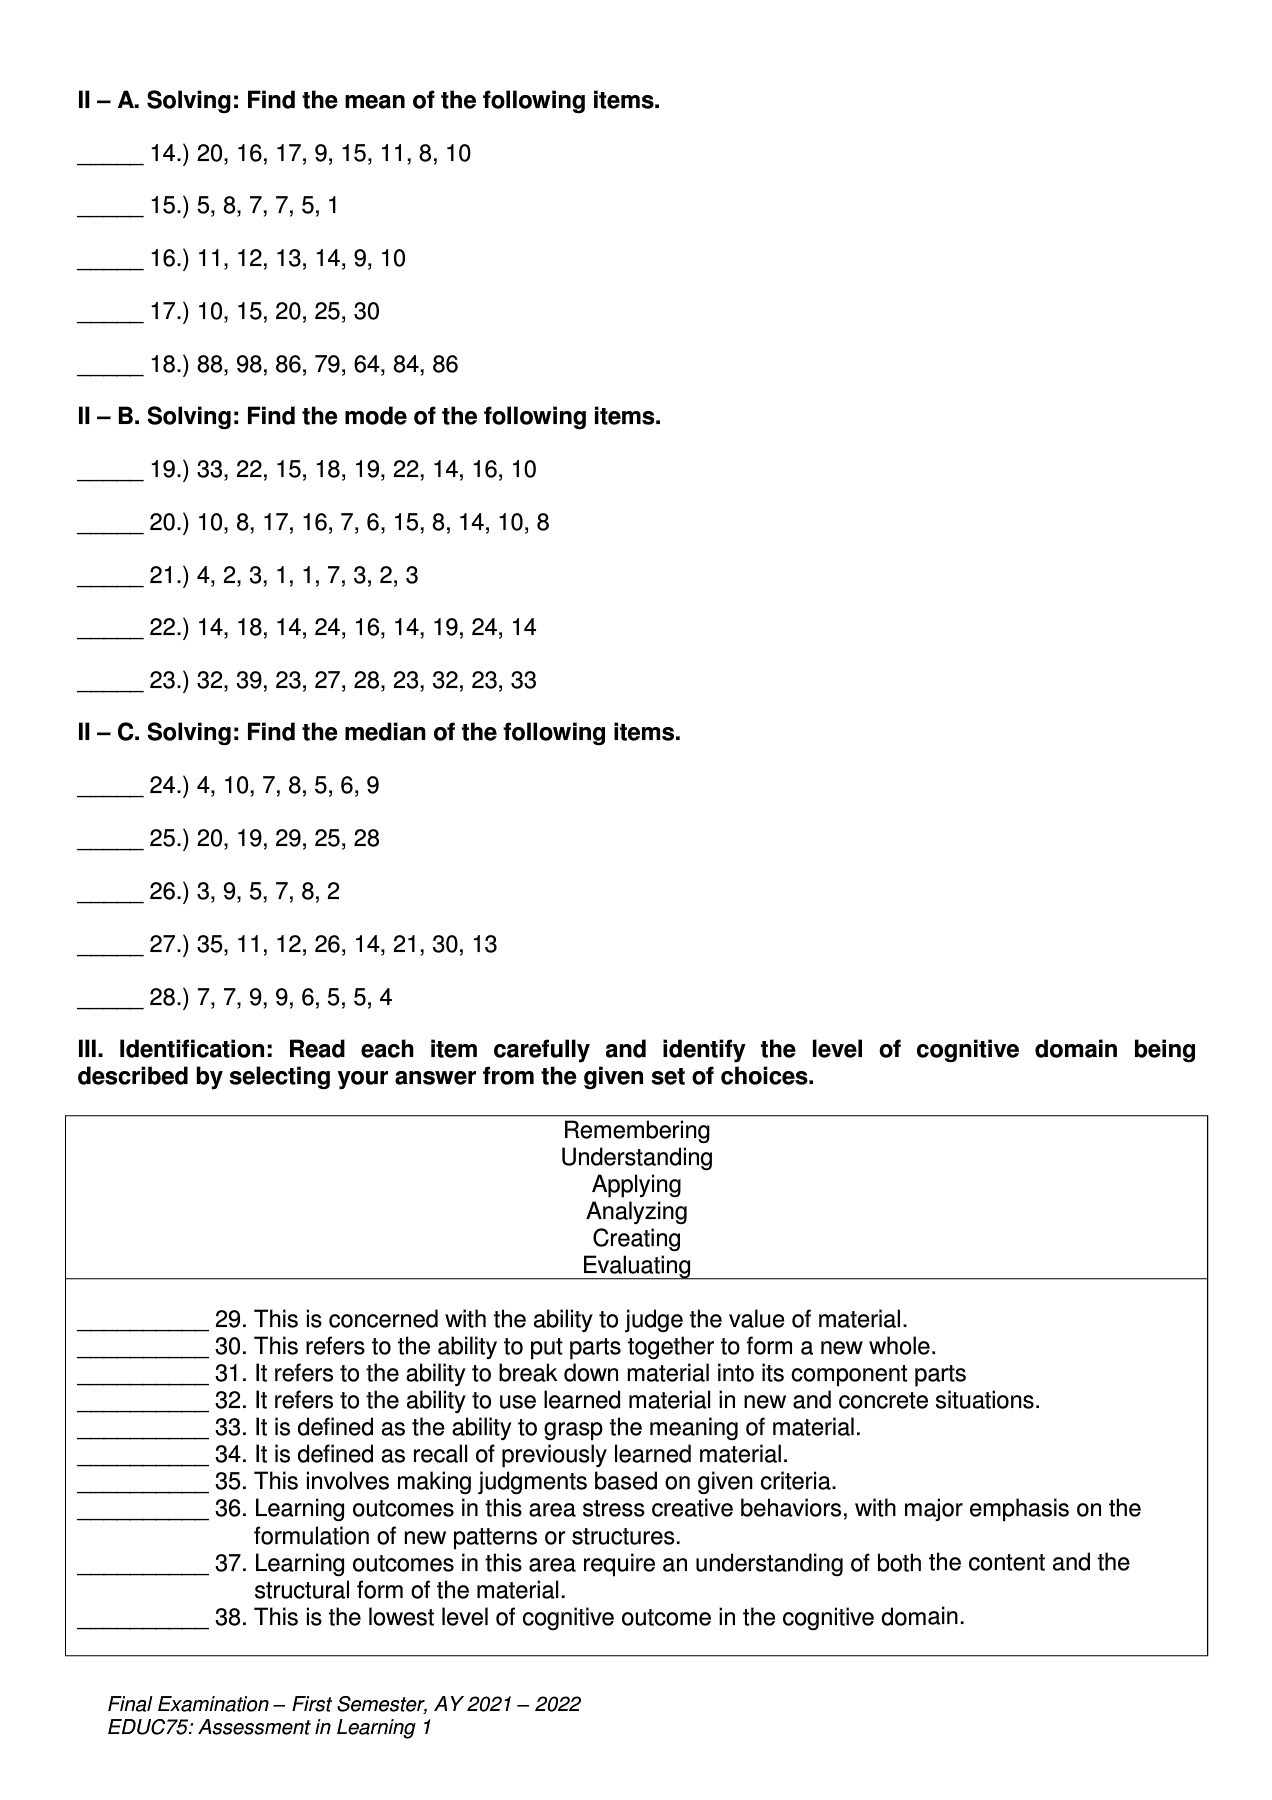 II – A. Solving: Find the mean of the following items.
_____ 14.) 20, 16, 17, 9, 15, 11, 8, 10
_____ 15.) 5, 8, 7, 7, 5, 1
_____ 16.) 11, 12, 13, 14, 9, 10
_____ 17.) 10, 15, 20, 25, 30
_____ 18.) 88, 98, 86, 79, 64, 84, 86
II – B. Solving: Find the mode of the following items.
_____ 19.) 33, 22, 15, 18, 19, 22, 14, 16, 10
_____ 20.) 10, 8, 17, 16, 7, 6, 15, 8, 14, 10, 8
_____ 21.) 4, 2, 3, 1, 1, 7, 3, 2, 3
_____ 22.) 14, 18, 14, 24, 16, 14, 19, 24, 14
_____ 23.) 32, 39, 23, 27, 28, 23, 32, 23, 33
II – C. Solving: Find the median of the following items.
_____ 24.) 4, 10, 7, 8, 5, 6, 9
_____ 25.) 20, 19, 29, 25, 28
_____ 26.) 3, 9, 5, 7, 8, 2
_____ 27.) 35, 11, 12, 26, 14, 21, 30, 13
_____ 28.) 7, 7, 9, 9, 6, 5, 5, 4
III. Identification: Read each item carefully and identify the level of cognitive domain being
described by selecting your answer from the given set of choices.
Remembering
Understanding
Applying
Analyzing
Creating
Evaluating
__________ 29. This is concerned with the ability to judge the value of material.
__________ 30. This refers to the ability to put parts together to form a new whole.
__________ 31. It refers to the ability to break down material into its component parts
__________ 32. It refers to the ability to use learned material in new and concrete situations.
__________ 33. It is defined as the ability to grasp the meaning of material.
__________ 34. It is defined as recall of previously learned material.
__________ 35. This involves making judgments based on given criteria.
__________ 36. Learning outcomes in this area stress creative behaviors, with major emphasis on the
formulation of new patterns or structures.
__________ 37. Learning outcomes in this area require an understanding of both the content and the
structural form of the material.
__________ 38. This is the lowest level of cognitive outcome in the cognitive domain.
Final Examination – First Semester, AY 2021 – 2022
EDUC75: Assessment in Learning 1